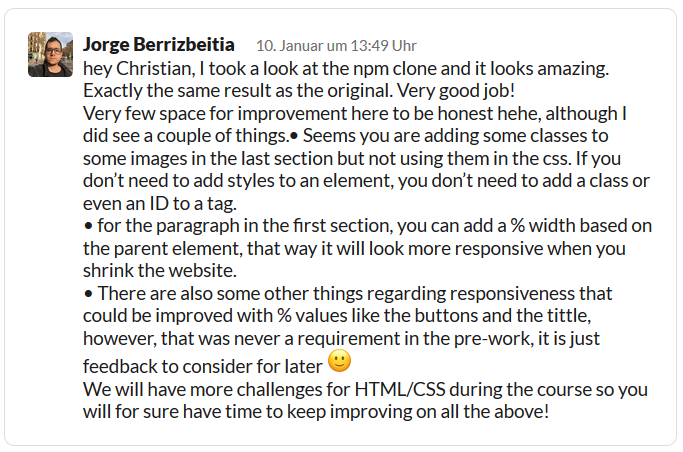 Jorge Berrizbeitia 10. Januar um 13:49 Uhr
hey Christian, I took a look at the npm clone and it looks amazing.
Exactly the same result as the original. Very good job!
Very few space for improvement here to be honest hehe, although I
did see a couple of things.• Seems you are adding some classes to
some images in the last section but not using them in the css. If you
don’t need to add styles to an element, you don’t need to add a class or
even an ID to a tag.
• for the paragraph in the first section, you can add a % width based on
the parent element, that way it will look more responsive when you
shrink the website.
• There are also some other things regarding responsiveness that
could be improved with % values like the buttons and the tittle,
however, that was never a requirement in the pre-work, it is just
feedback to consider for later 🙂
We will have more challenges for HTML/CSS during the course so you
will for sure have time to keep improving on all the above!